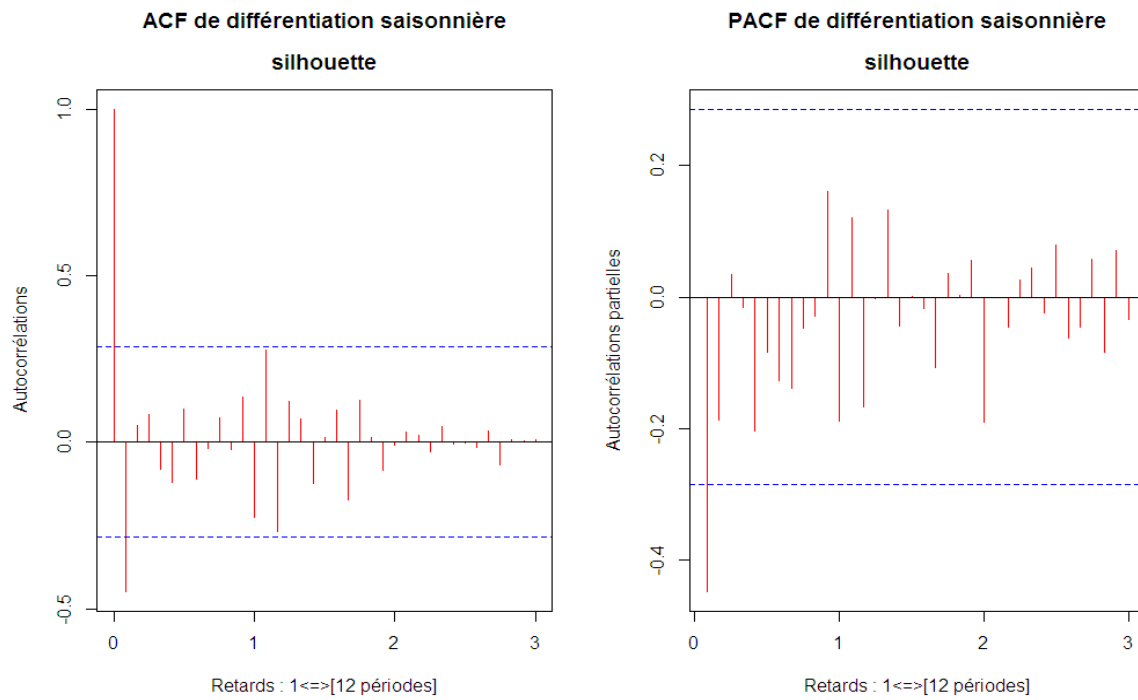 ACF de différentiation saisonnière
silhouette
Autocorrélations
1.0
0.5
0.0
-0.5
0
1
2
3
Retards : 1<=>[12 périodes]
PACF de différentiation saisonnière
silhouette
Autocorrélations partielles
0.2
0.0
-0.2
-0.4
0
1
2
3
Retards : 1<=>[12 périodes]